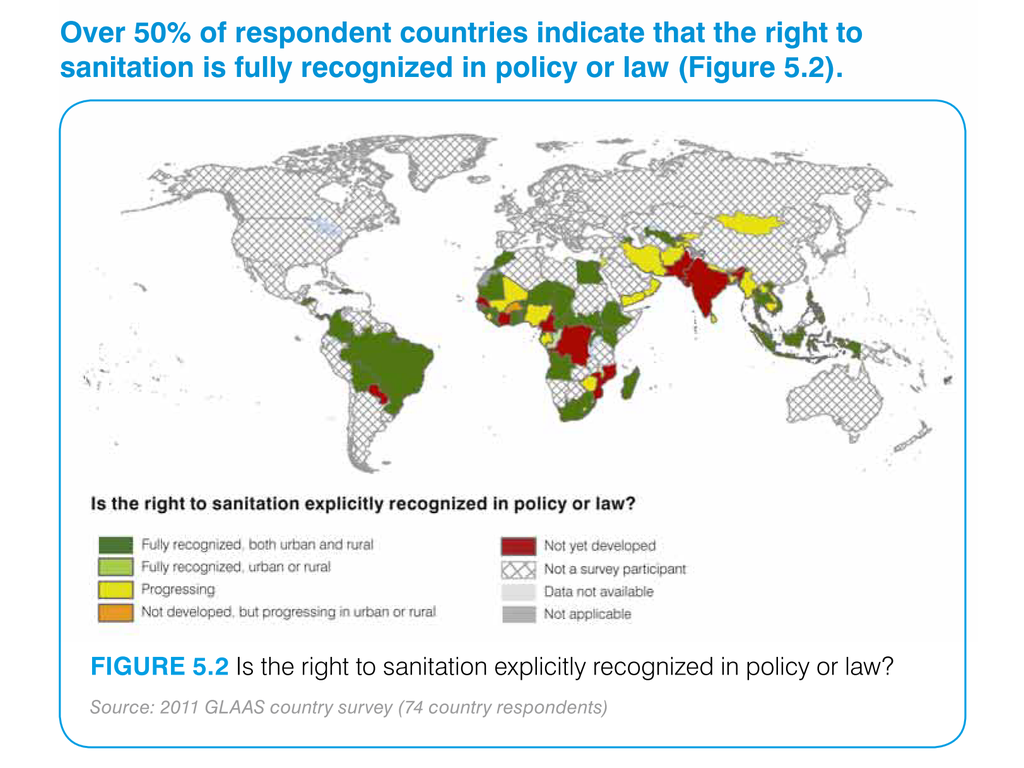 Over 50% of respondent countries indicate that the right to
sanitation is fully recognized in policy or law (Figure 5.2).
Is the right to sanitation explicitly recognized in policy or law?
Fully recognized, both urban and rural
Fully recognized, urban or rural
Progressing
Not developed, but progressing in urban or rural
Not yet developed
Not a survey participant
Data not available
Not applicable
FIGURE 5.2 Is the right to sanitation explicitly recognized in policy or law?
Source: 2011 GLAAS country survey (74 country respondents)